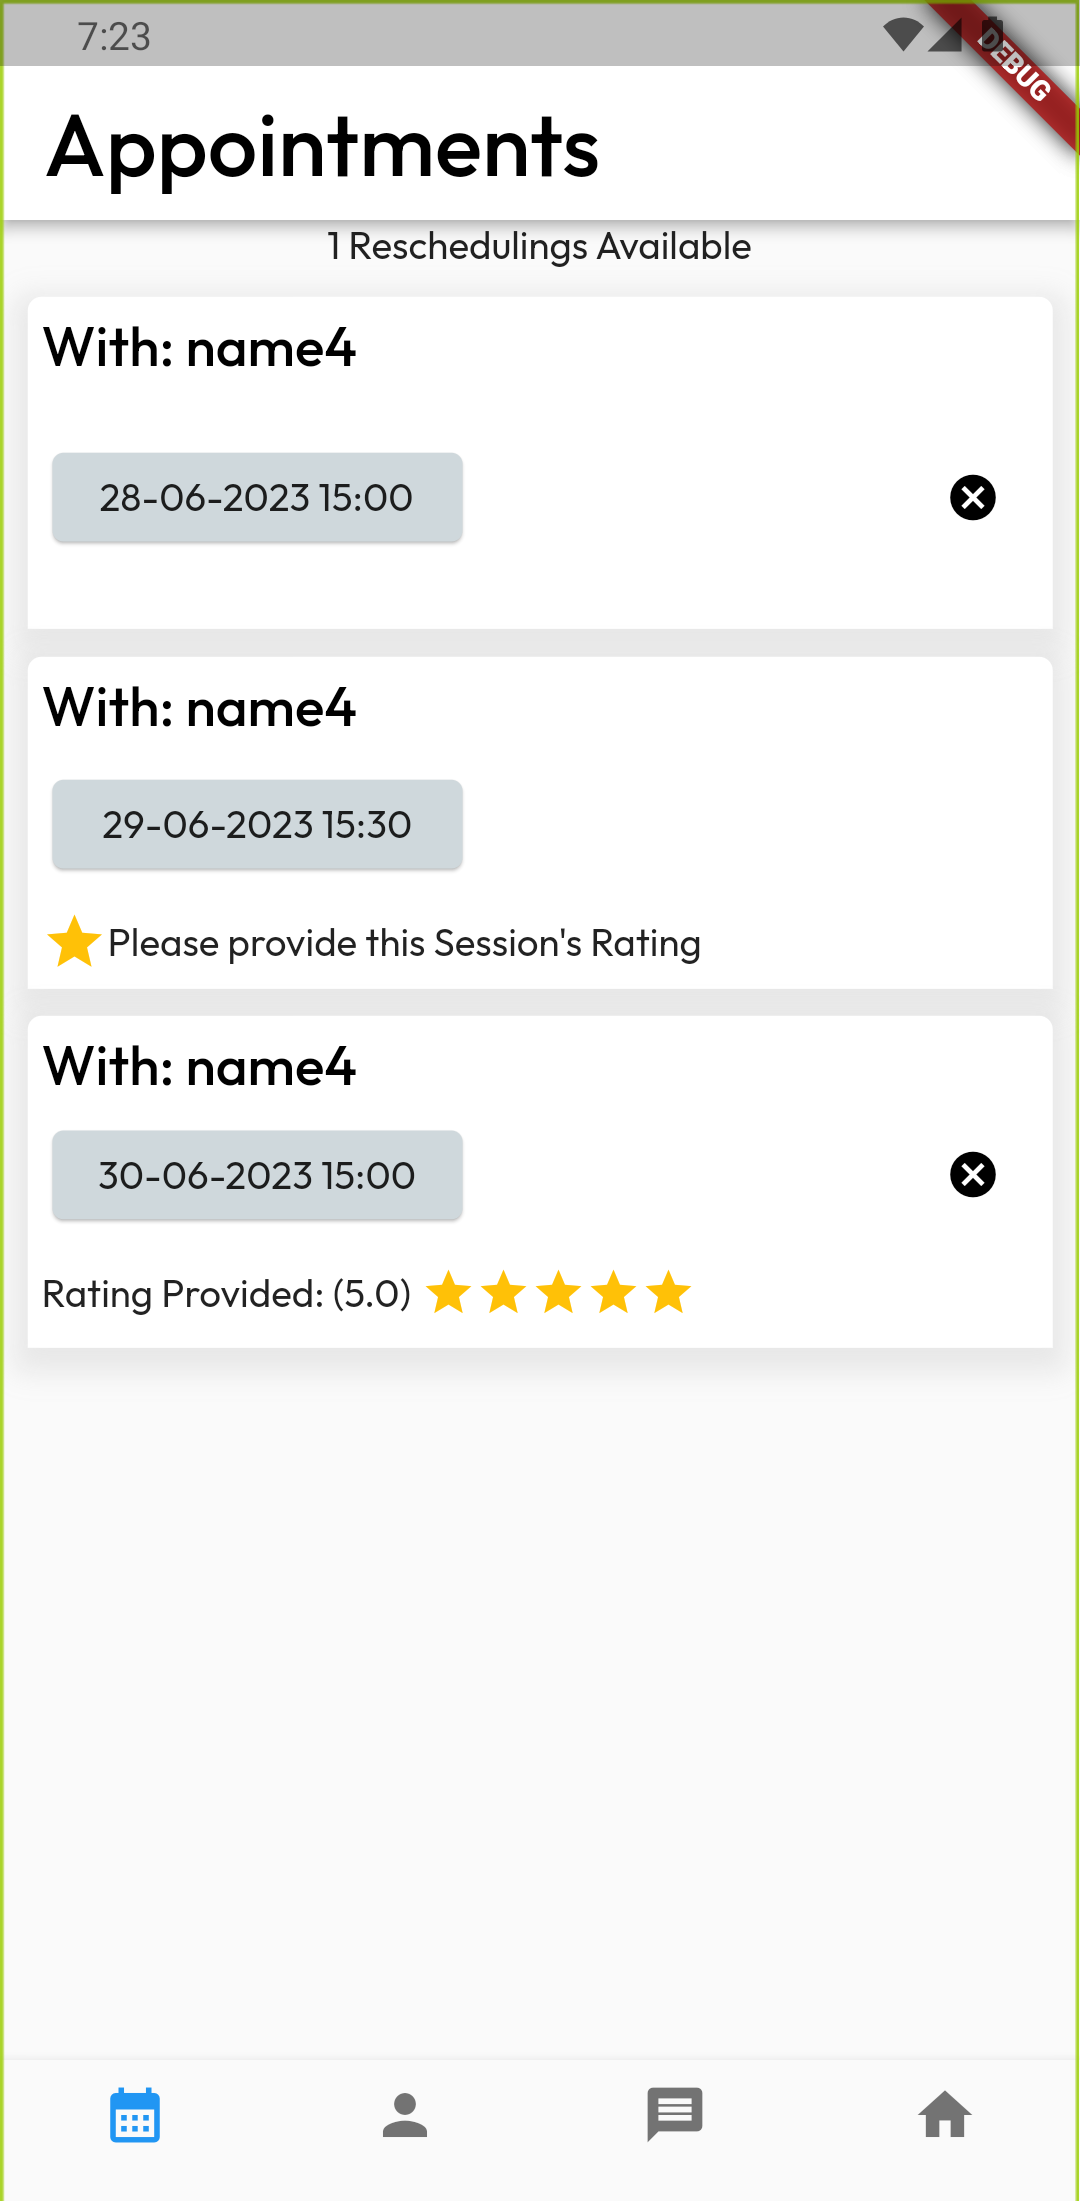 7:23
DEBUG
Appointments
1 Reschedulings Available
With: name4
28-06-2023 15:00
With: name4
29-06-2023 15:30
Please provide this Session's Rating
With: name4
30-06-2023 15:00
Rating Provided: (5.0)